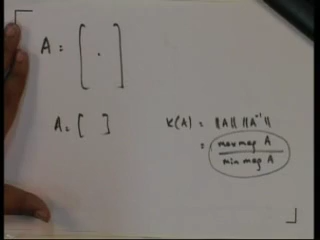 A = [ . ]
A = [ ]
K(A) = ||A|| ||A⁻¹||
= max mag A / min mag A